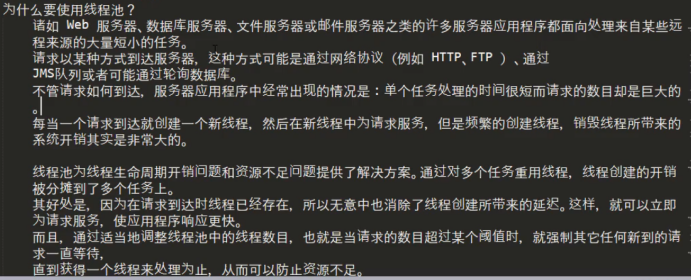 为什么要使用线程池？
诸如 Web 服务器、数据库服务器、文件服务器或邮件服务器之类的许多服务器应用程序都面向处理来自某些远
程来源的大量短小的任务。
请求以某种方式到达服务器，这种方式可能是通过网络协议（例如 HTTP、FTP ）、通过
JMS队列或者可能通过轮询数据库。
不管请求如何到达，服务器应用程序中经常出现的情况是：单个任务处理的时间很短而请求的数目却是巨大的
。
每当一个请求到达就创建一个新线程，然后在新线程中为请求服务，但是频繁的创建线程，销毁线程所带来的
系统开销其实是非常大的。
线程池为线程生命周期开销问题和资源不足问题提供了解决方案。通过对多个任务重用线程，线程创建的开销
被分摊到了多个任务上。
其好处是，因为在请求到达时线程已经存在，所以无意中也消除了线程创建所带来的延迟。这样，就可以立即
为请求服务，使应用程序响应更快。
而且，通过适当地调整线程池中的线程数目，也就是当请求的数目超过某个阈值时，就强制其它任何新到的请
求一直等待，
直到获得一个线程来处理为止，从而可以防止资源不足。